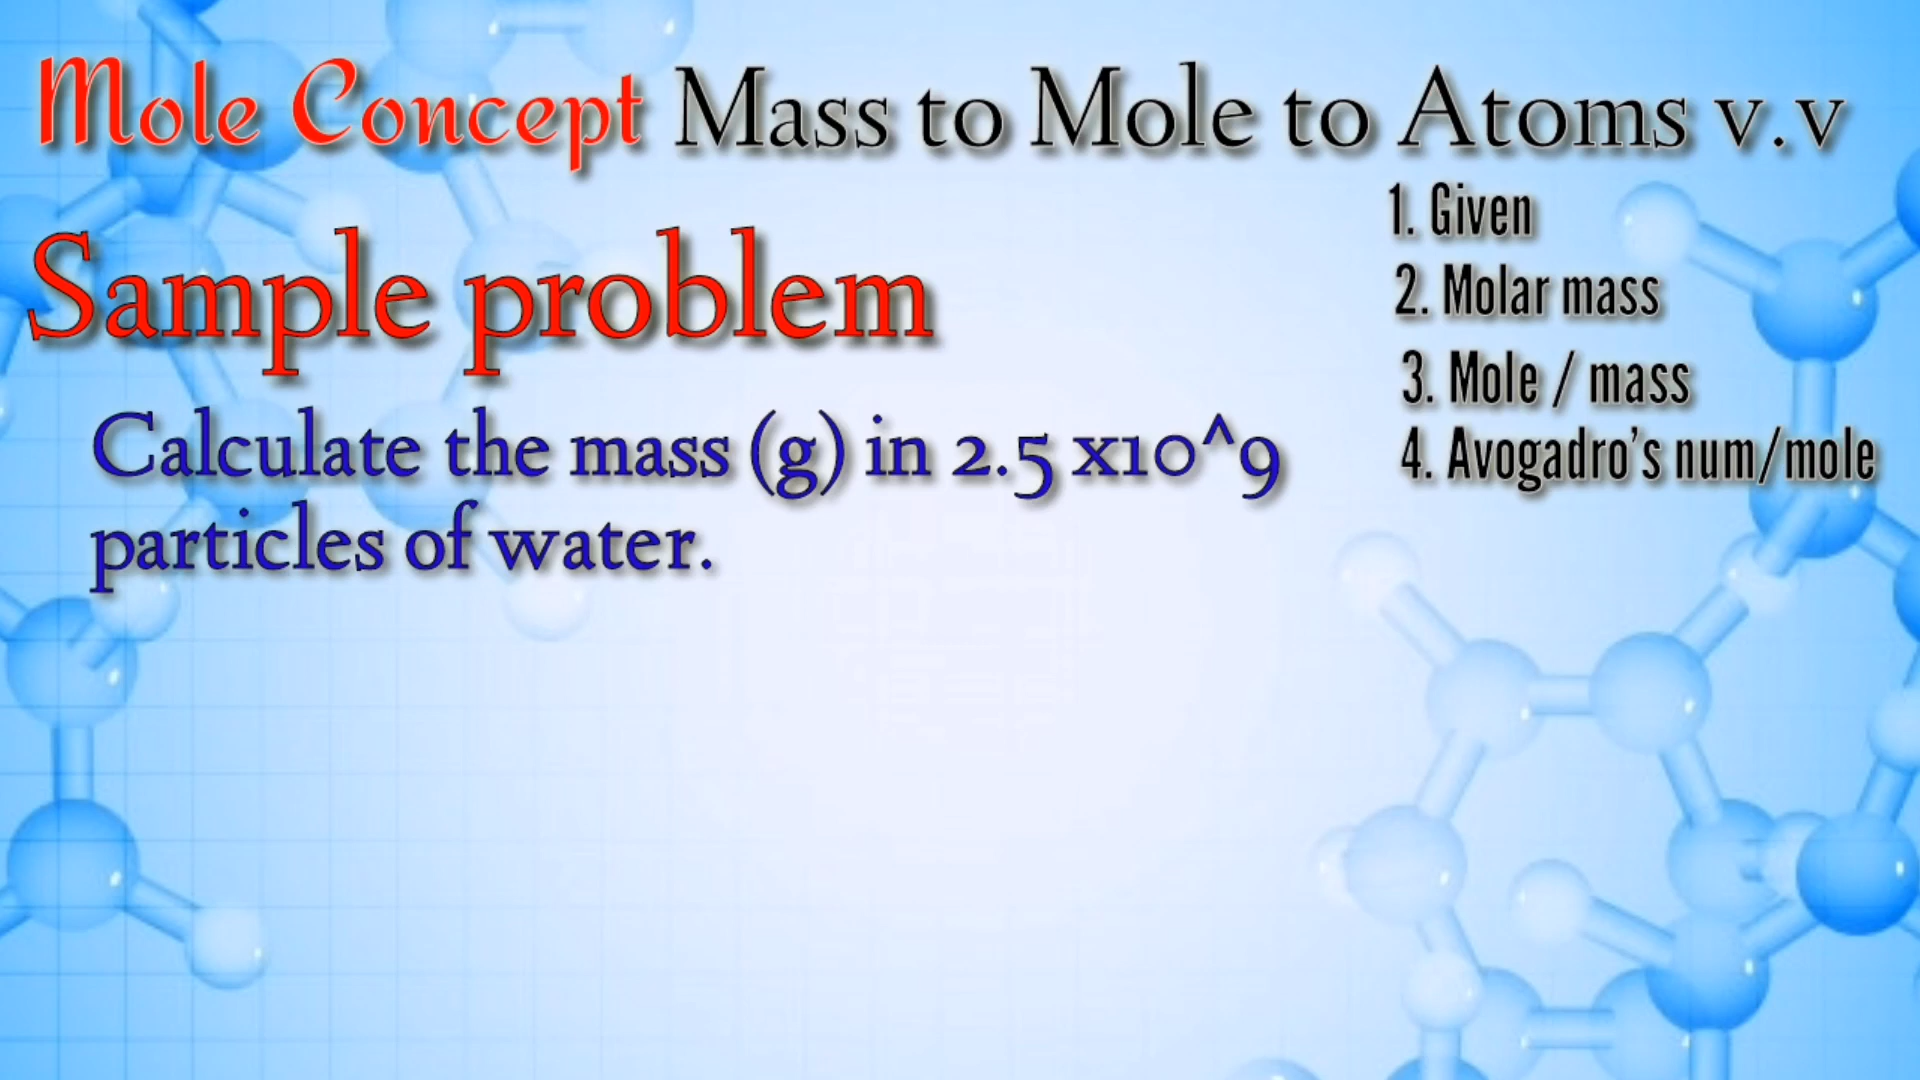 Mole Concept Mass to Mole to Atoms v.v
Sample problem
Calculate the mass (g) in 2.5 x10^9
particles of water.
1. Given
2. Molar mass
3. Mole / mass
4. Avogadro's num/mole